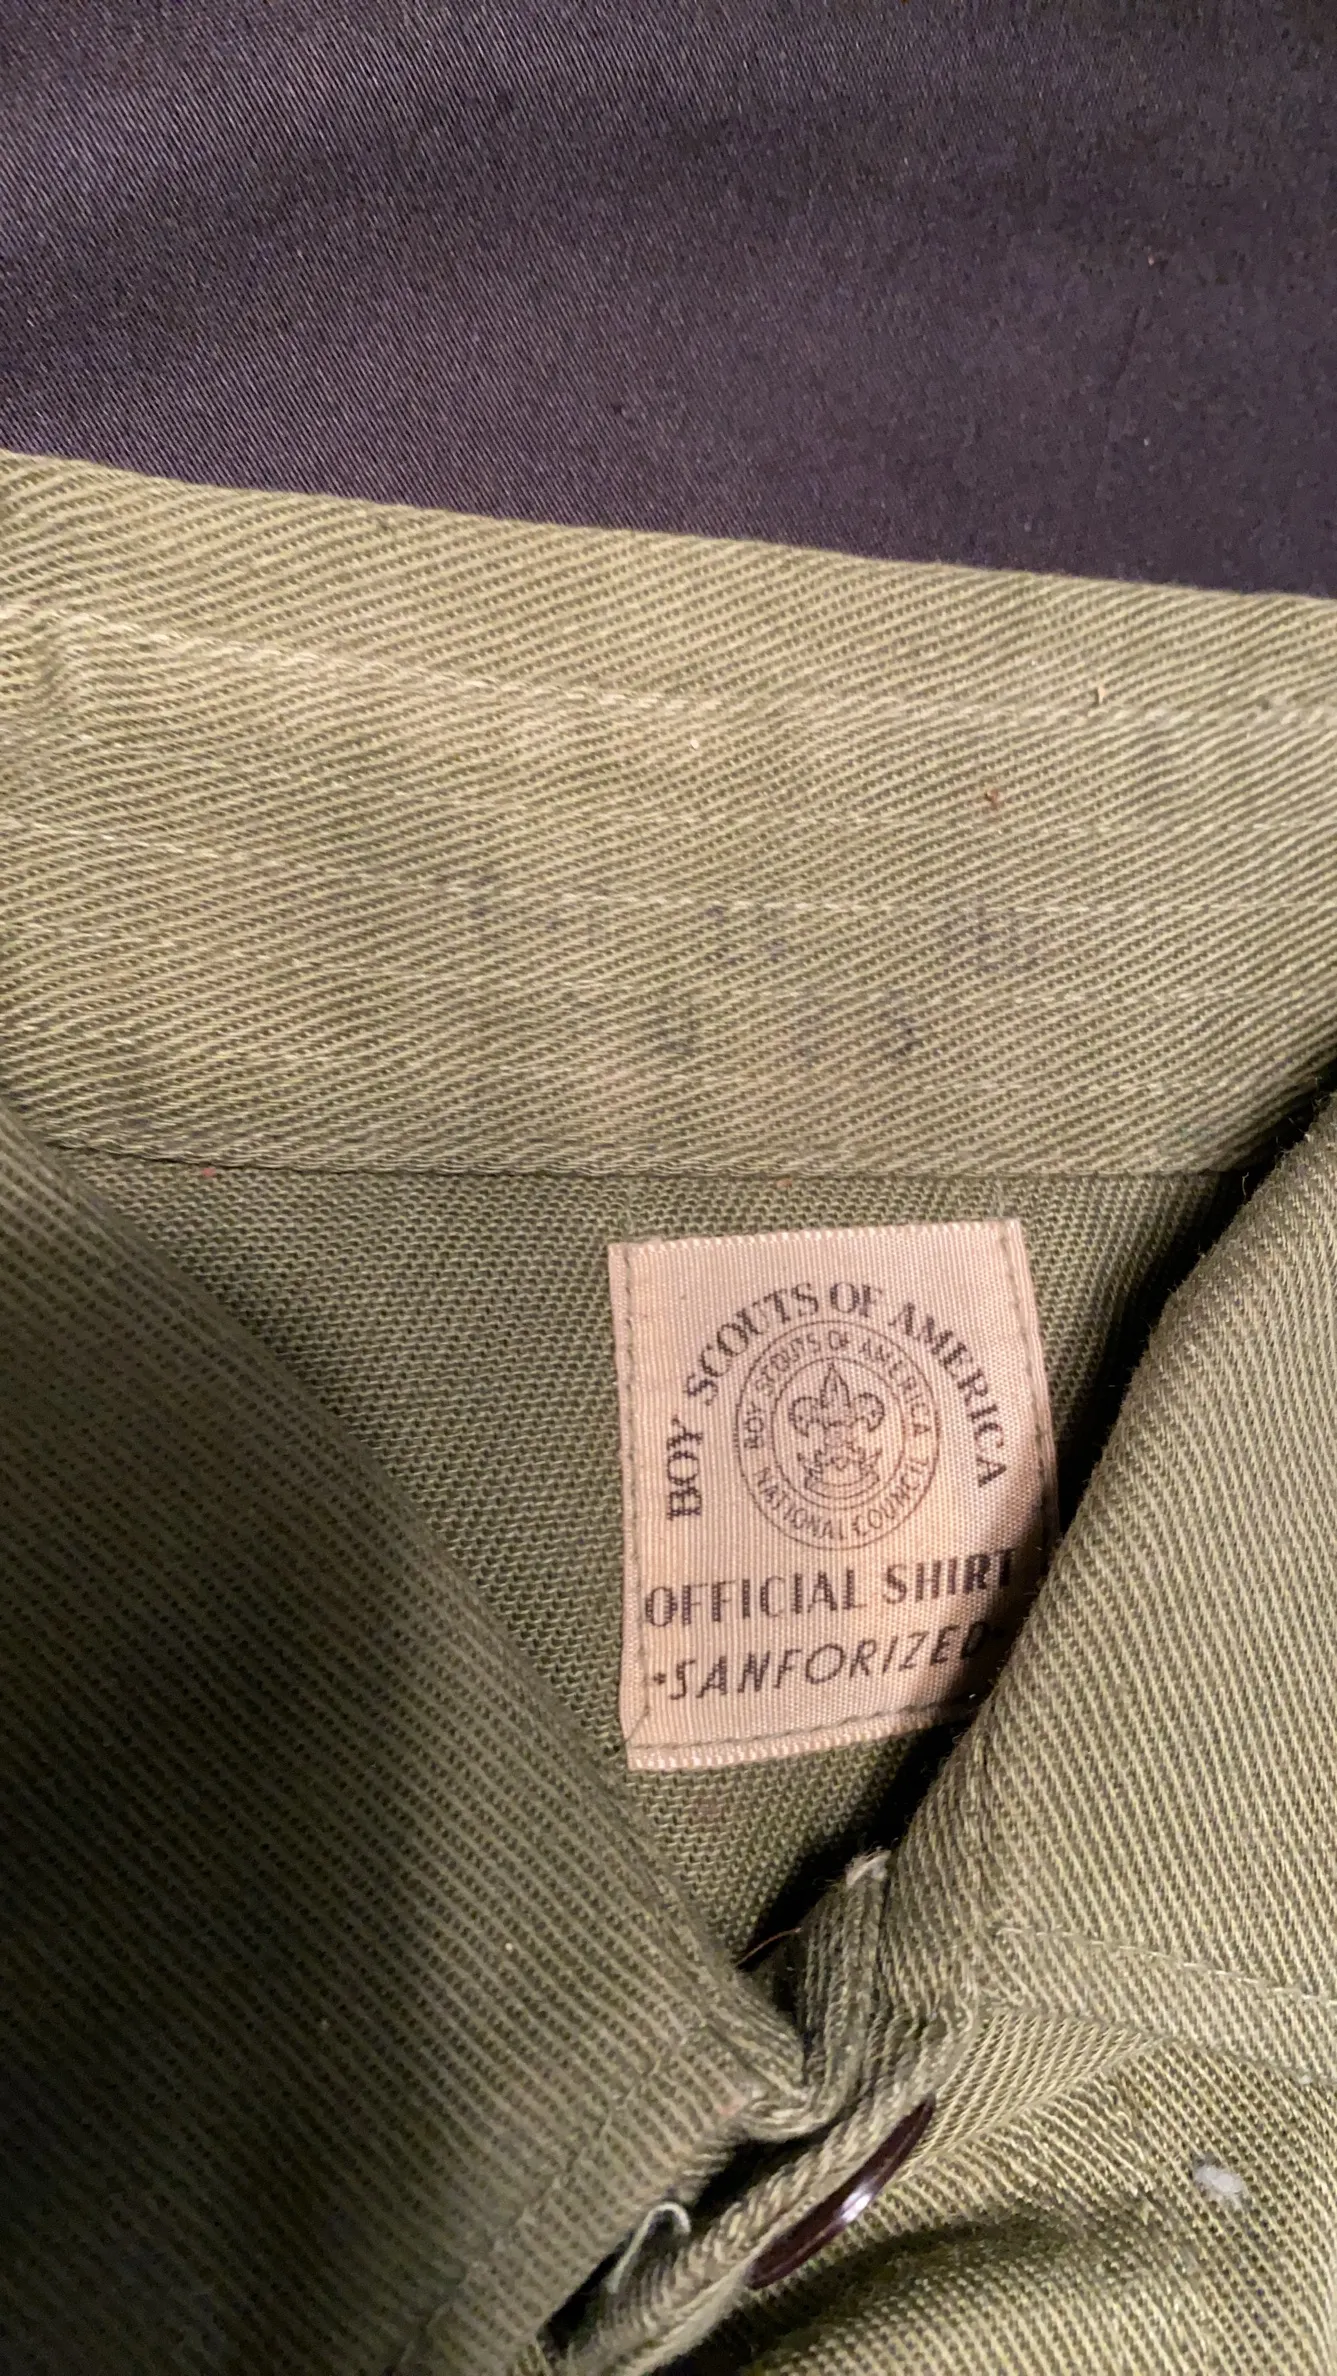 BOY SCOUTS OF AMERICA
BOY SCOUTS OF AMERICA
NATIONAL COUNCIL
OFFICIAL SHIRT
•SANFORIZED•